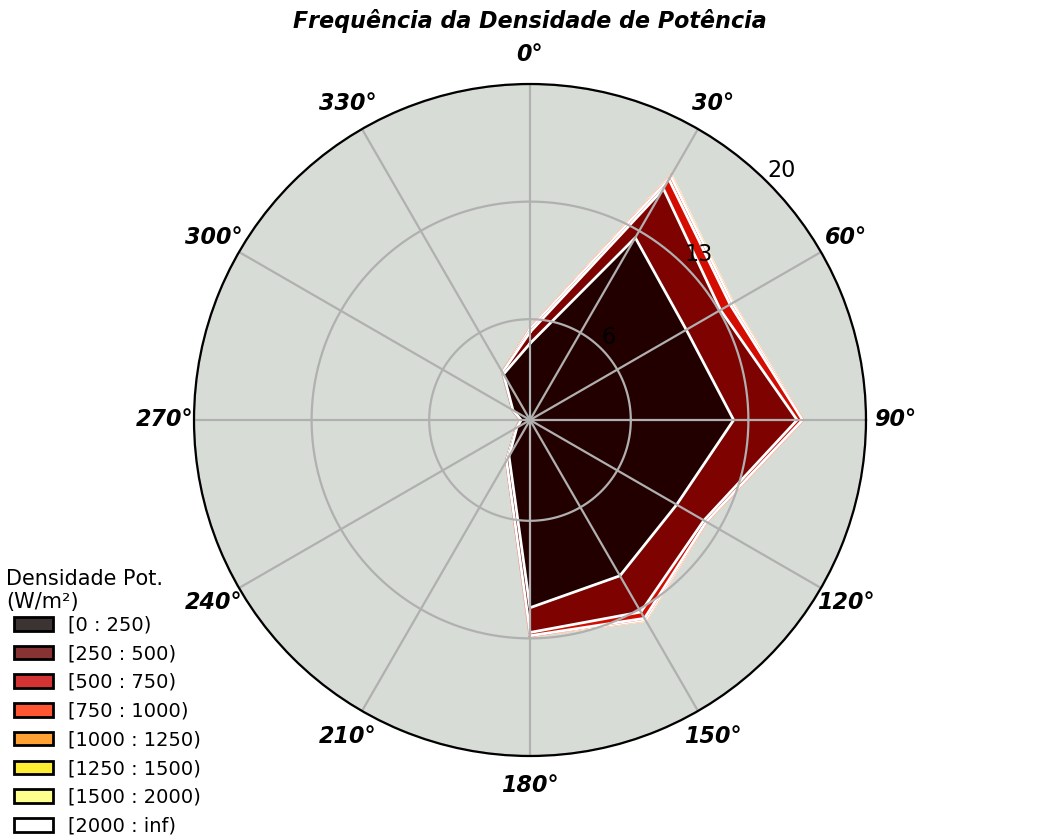 Frequência da Densidade de Potência
0°
330°
30°
20
300°
60°
13
6
270°
90°
240°
120°
210°
150°
180°
Densidade Pot.
(W/m²)
[0 : 250)
[250 : 500)
[500 : 750)
[750 : 1000)
[1000 : 1250)
[1250 : 1500)
[1500 : 2000)
[2000 : inf)